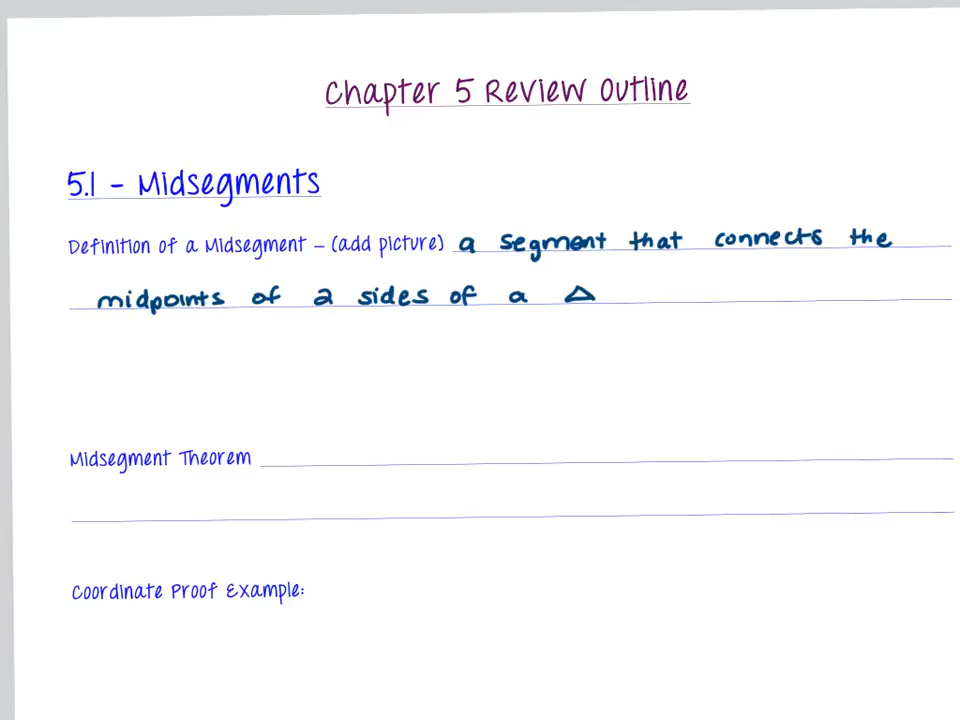 Chapter 5 Review Outline
5.1 - Midsegments
Definition of a Midsegment – (add picture) a segment that connects the
midpoints of 2 sides of a △
Midsegment Theorem
Coordinate Proof Example: